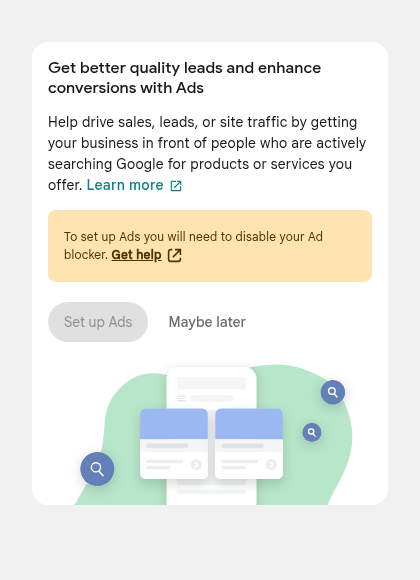 Get better quality leads and enhance
conversions with Ads
Help drive sales, leads, or site traffic by getting
your business in front of people who are actively
searching Google for products or services you
offer. Learn more
To set up Ads you will need to disable your Ad
blocker. Get help
Set up Ads Maybe later